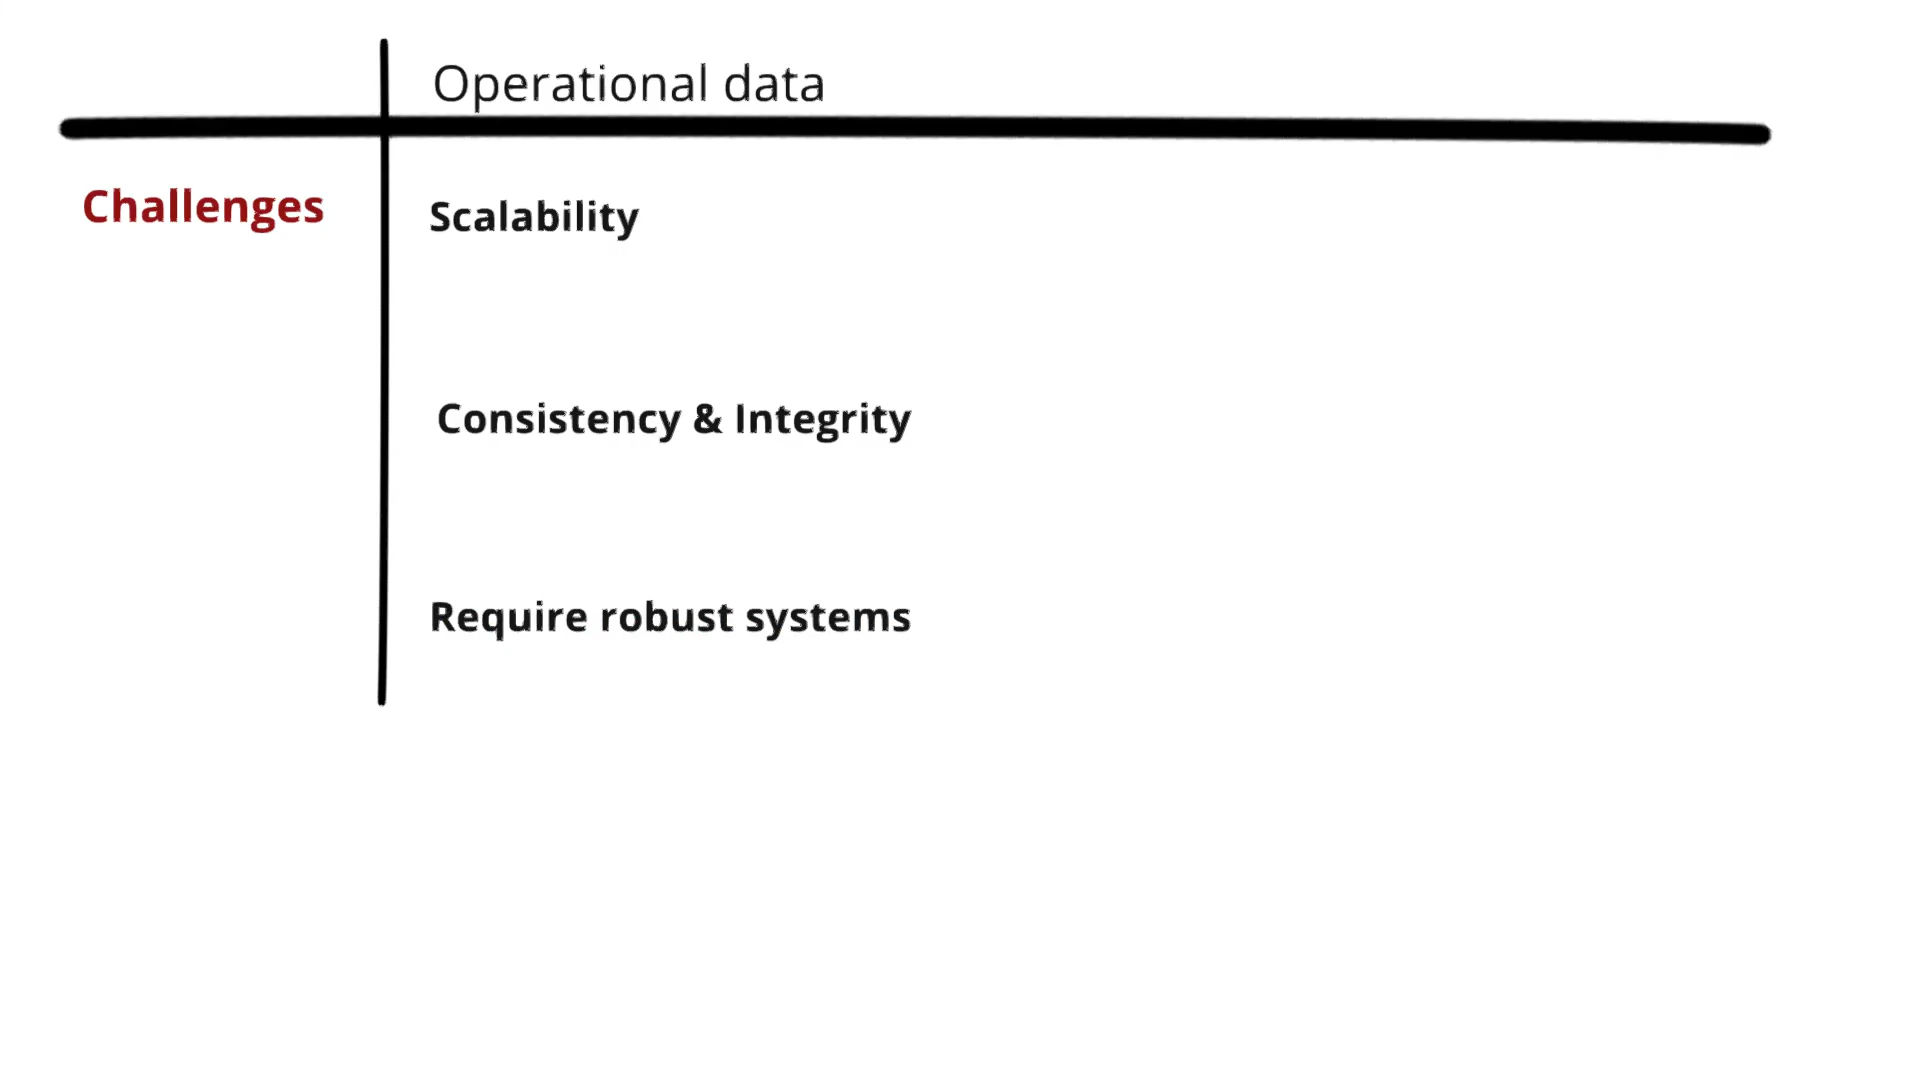 Operational data
Challenges
Scalability
Consistency & Integrity
Require robust systems